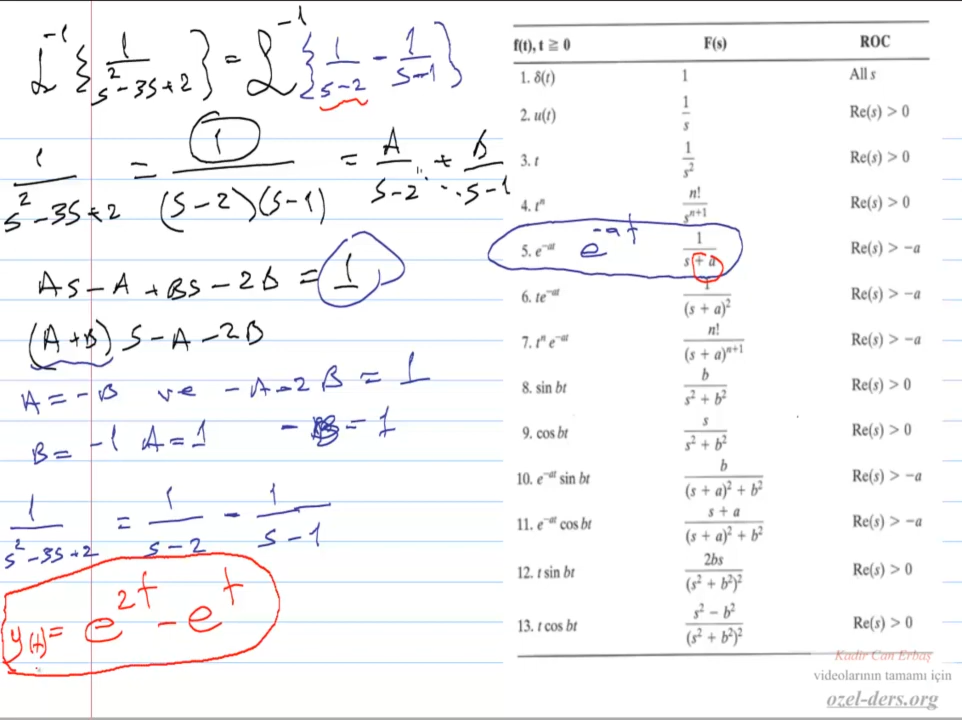 ℒ⁻¹{1/(s²-3s+2)} = ℒ⁻¹{1/(s-2) - 1/(s-1)}
1/(s²-3s+2) = 1/((s-2)(s-1)) = A/(s-2) + B/(s-1)
As-A+Bs-2B = 1
(A+B)s-A-2B
A=-B ve -A-2B=1
B=-1 A=1 -B=1
1/(s²-3s+2) = 1/(s-2) - 1/(s-1)
y(t)= e^2t - e^t
f(t), t ≧ 0 F(s) ROC
1. δ(t) 1 All s
2. u(t) 1/s Re(s) > 0
3. t 1/s² Re(s) > 0
4. tⁿ n!/sⁿ⁺¹ Re(s) > 0
5. e^-at e^-at 1/(s + a) Re(s) > -a
6. te^-at 1/(s + a)² Re(s) > -a
7. tⁿe^-at n!/(s + a)ⁿ⁺¹ Re(s) > -a
8. sin bt b/(s² + b²) Re(s) > 0
9. cos bt s/(s² + b²) Re(s) > 0
10. e^-at sin bt b/((s + a)² + b²) Re(s) > -a
11. e^-at cos bt (s + a)/((s + a)² + b²) Re(s) > -a
12. t sin bt 2bs/(s² + b²)² Re(s) > 0
13. t cos bt (s² - b²)/(s² + b²)² Re(s) > 0
Kadir Can Erbaş
videolarının tamamı için
ozel-ders.org